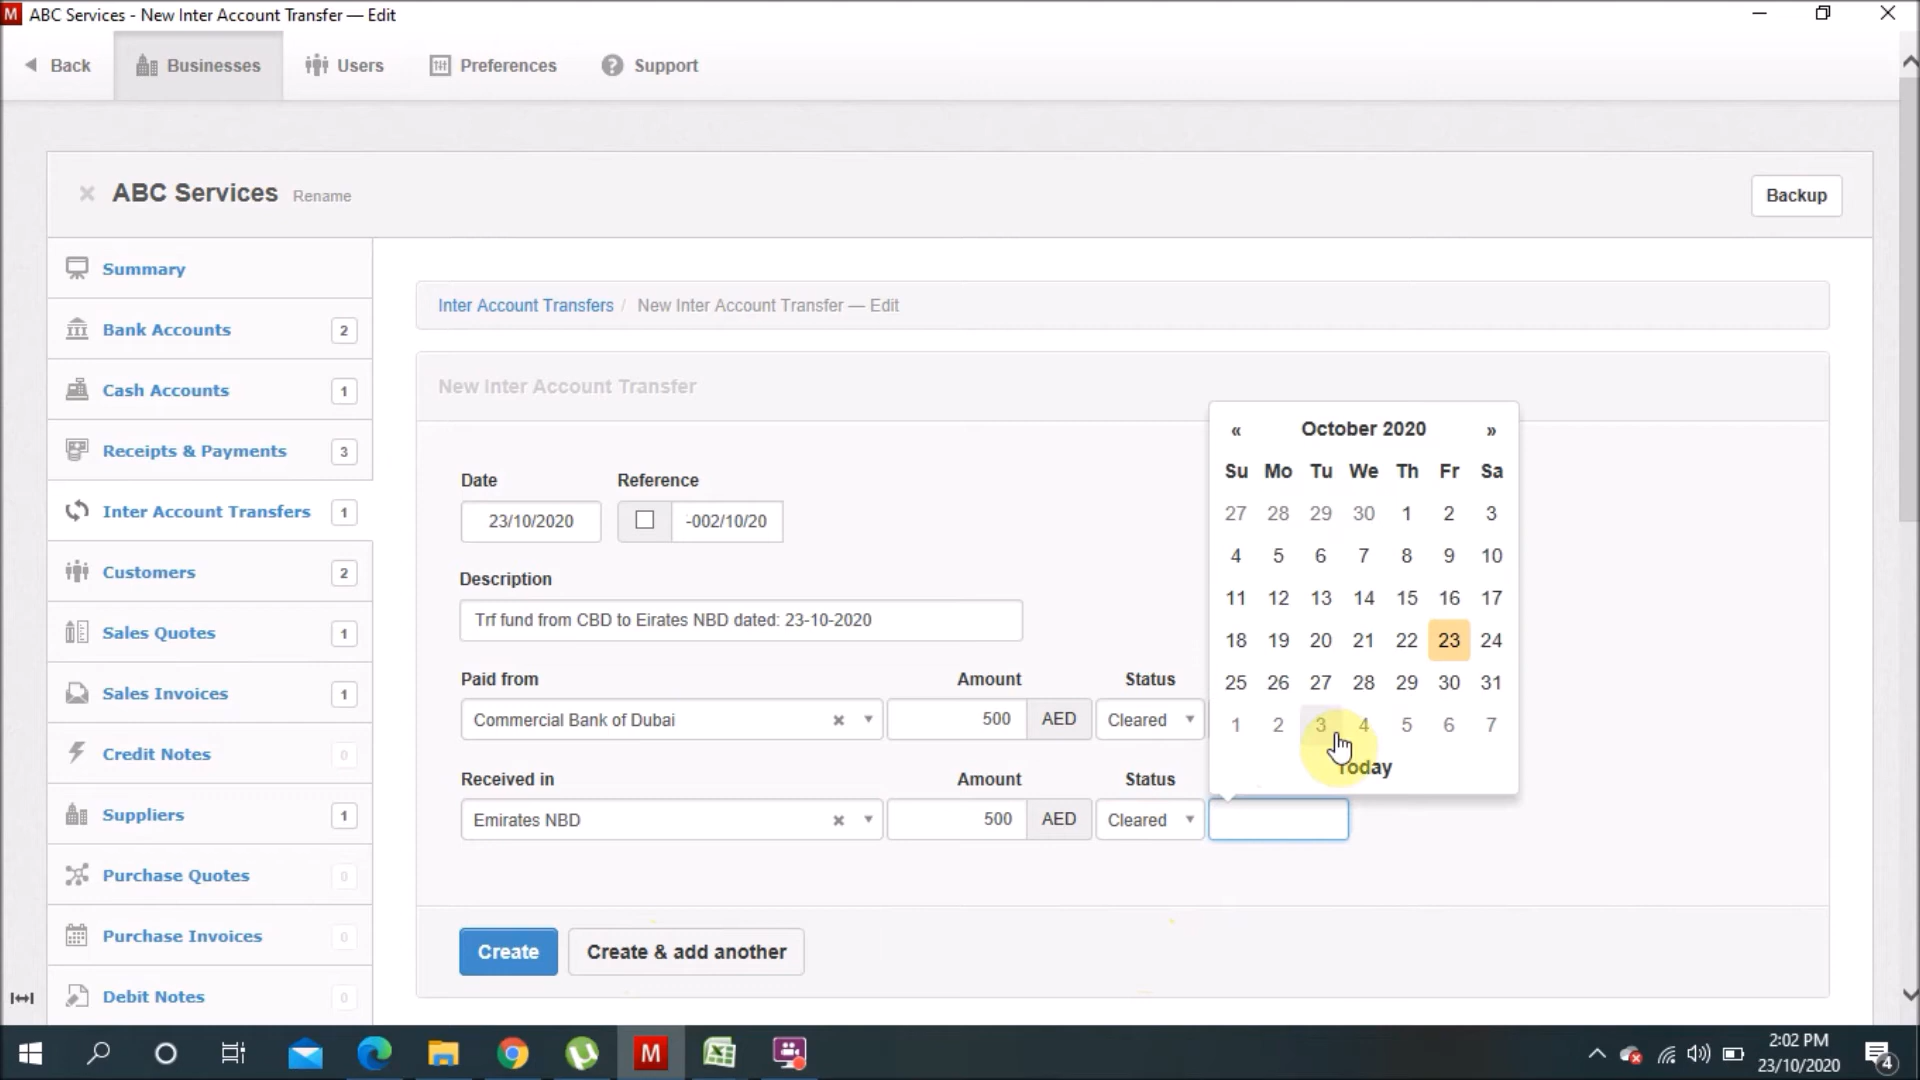 M ABC Services - New Inter Account Transfer — Edit
Back Businesses Users Preferences Support
ABC Services Rename Backup
Summary
Bank Accounts 2
Cash Accounts 1
Receipts & Payments 3
Inter Account Transfers 1
Customers 2
Sales Quotes 1
Sales Invoices 1
Credit Notes 0
Suppliers 1
Purchase Quotes 0
Purchase Invoices 0
Debit Notes 0
Inter Account Transfers / New Inter Account Transfer — Edit
New Inter Account Transfer
Date Reference
23/10/2020 -002/10/20
Description
Trf fund from CBD to Eirates NBD dated: 23-10-2020
Paid from Amount Status
Commercial Bank of Dubai × 500 AED Cleared
Received in Amount Status
Emirates NBD × 500 AED Cleared
« October 2020 »
Su Mo Tu We Th Fr Sa
27 28 29 30 1 2 3
4 5 6 7 8 9 10
11 12 13 14 15 16 17
18 19 20 21 22 23 24
25 26 27 28 29 30 31
1 2 3 4 5 6 7
Today
Create Create & add another
M
2:02 PM
23/10/2020
4